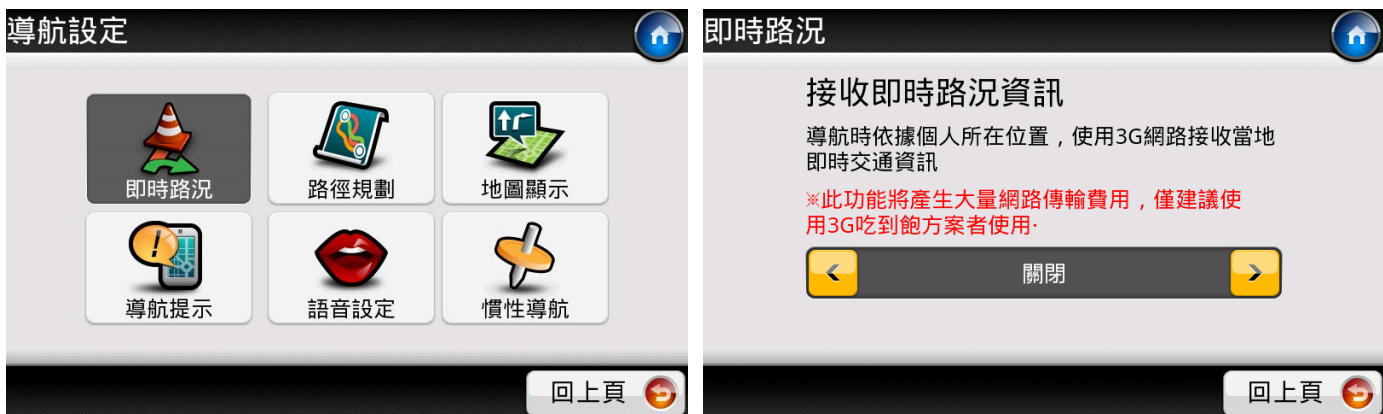 導航設定
即時路況
路徑規劃
地圖顯示
導航提示
語音設定
慣性導航
回上頁
即時路況
接收即時路況資訊
導航時依據個人所在位置，使用3G網路接收當地
即時交通資訊
※此功能將產生大量網路傳輸費用，僅建議使
用3G吃到飽方案者使用·
關閉
回上頁